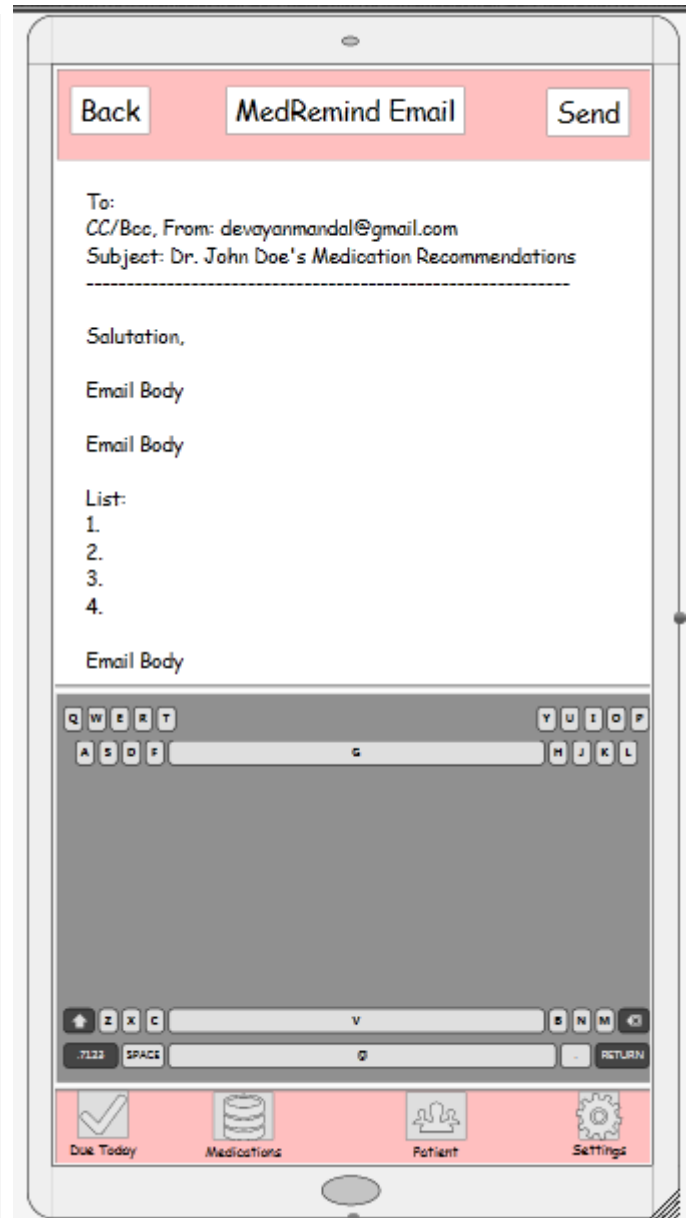 Back MedRemind Email Send
To:
CC/Bcc, From: devayanmandal@gmail.com
Subject: Dr. John Doe's Medication Recommendations
------------------------------------------------------------
Salutation,
Email Body
Email Body
List:
1.
2.
3.
4.
Email Body
Q W E R T Y U I O P
A S D F G H J K L
Z X C V B N M
.?123 SPACE @ . RETURN
Due Today Medications Patient Settings